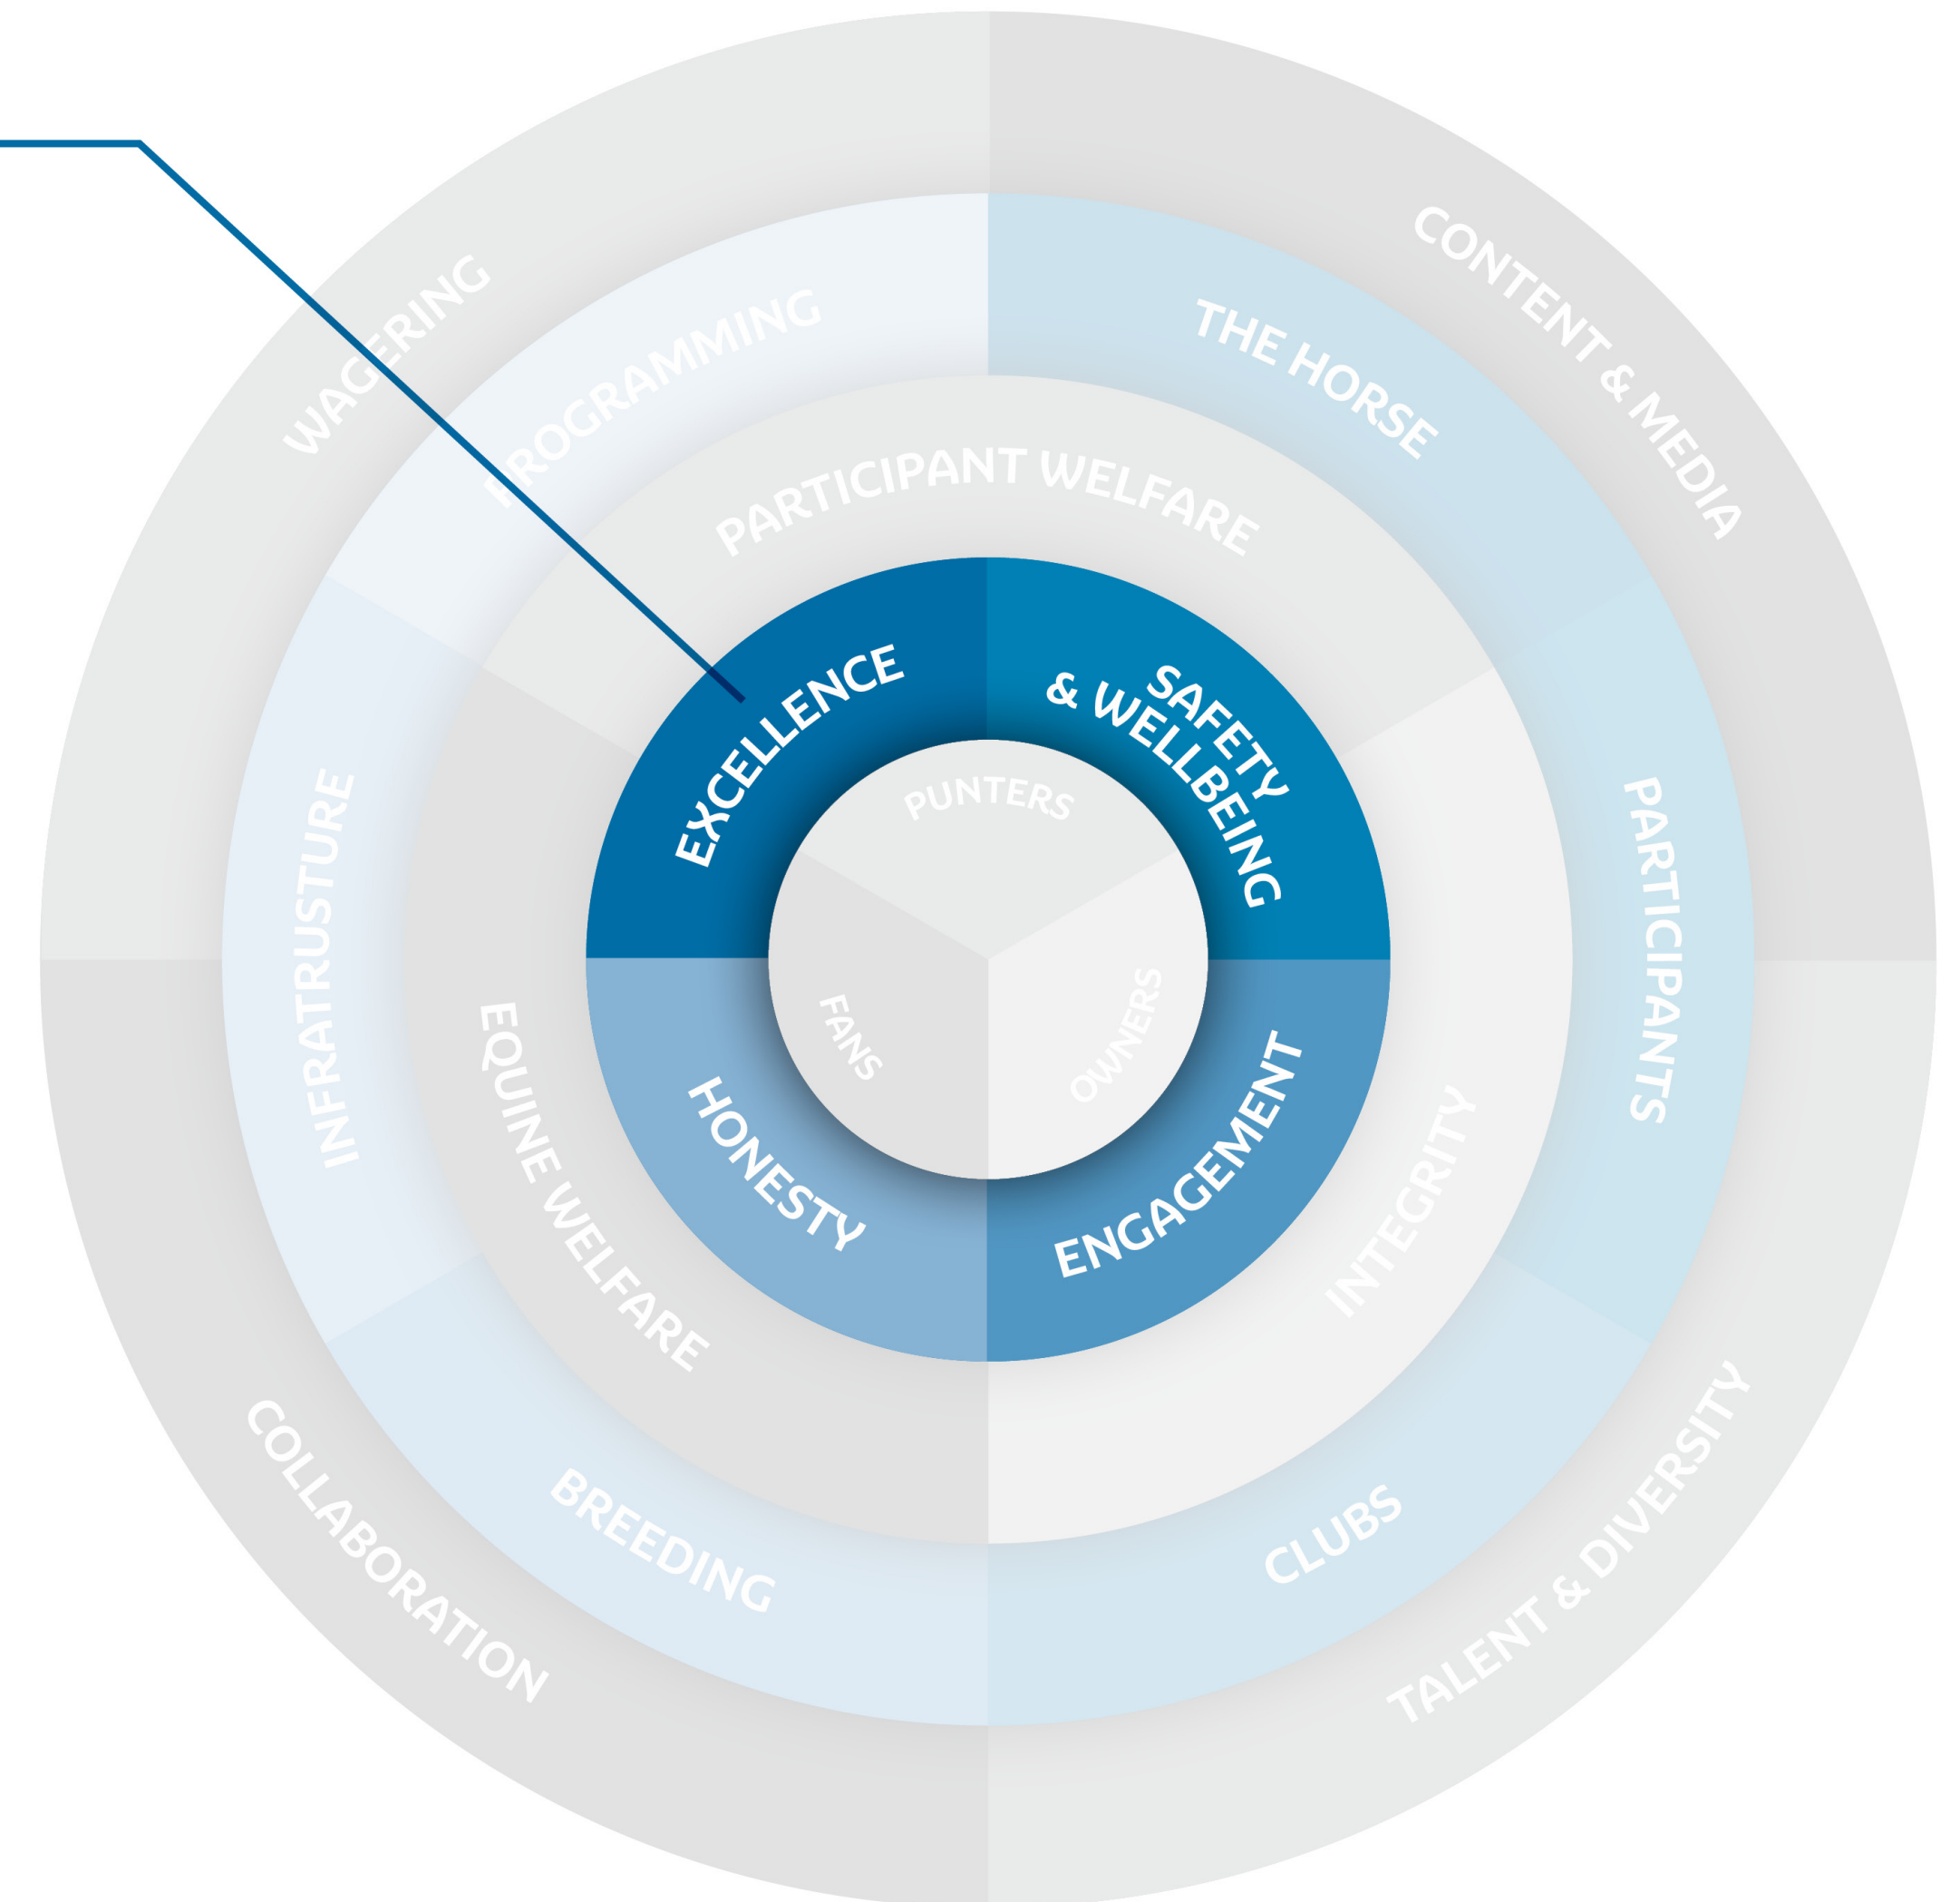 WAGERING
CONTENT & MEDIA
PROGRAMMING
THE HORSE
PARTICIPANT WELFARE
EXCELLENCE
SAFETY
& WELLBEING
PUNTERS
FANS
OWNERS
INFRATRUSTURE
PARTICIPANTS
EQUINE WELFARE
HONESTY
ENGAGEMENT
INTEGRITY
BREEDING
CLUBS
COLLABORATION
TALENT & DIVERSITY